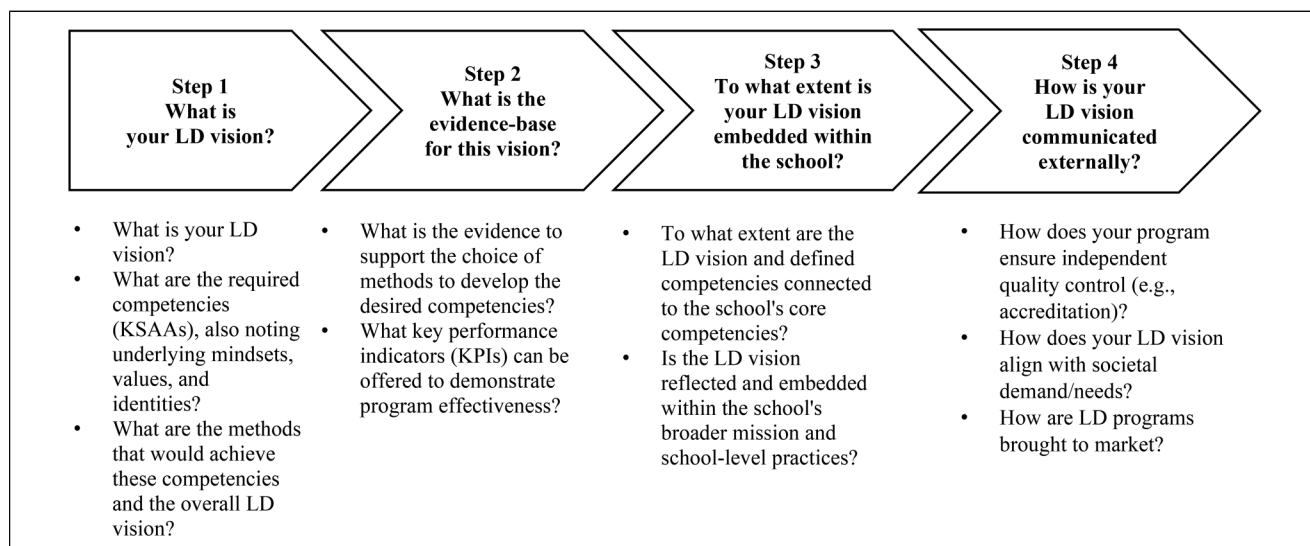 Step 1
What is
your LD vision?
Step 2
What is the
evidence-base
for this vision?
Step 3
To what extent is
your LD vision
embedded within
the school?
Step 4
How is your
LD vision
communicated
externally?
• What is your LD
vision?
• What are the required
competencies
(KSAAs), also noting
underlying mindsets,
values, and
identities?
• What are the methods
that would achieve
these competencies
and the overall LD
vision?
• What is the evidence to
support the choice of
methods to develop the
desired competencies?
• What key performance
indicators (KPIs) can be
offered to demonstrate
program effectiveness?
• To what extent are the
LD vision and defined
competencies connected
to the school's core
competencies?
• Is the LD vision
reflected and embedded
within the school's
broader mission and
school-level practices?
• How does your program
ensure independent
quality control (e.g.,
accreditation)?
• How does your LD vision
align with societal
demand/needs?
• How are LD programs
brought to market?